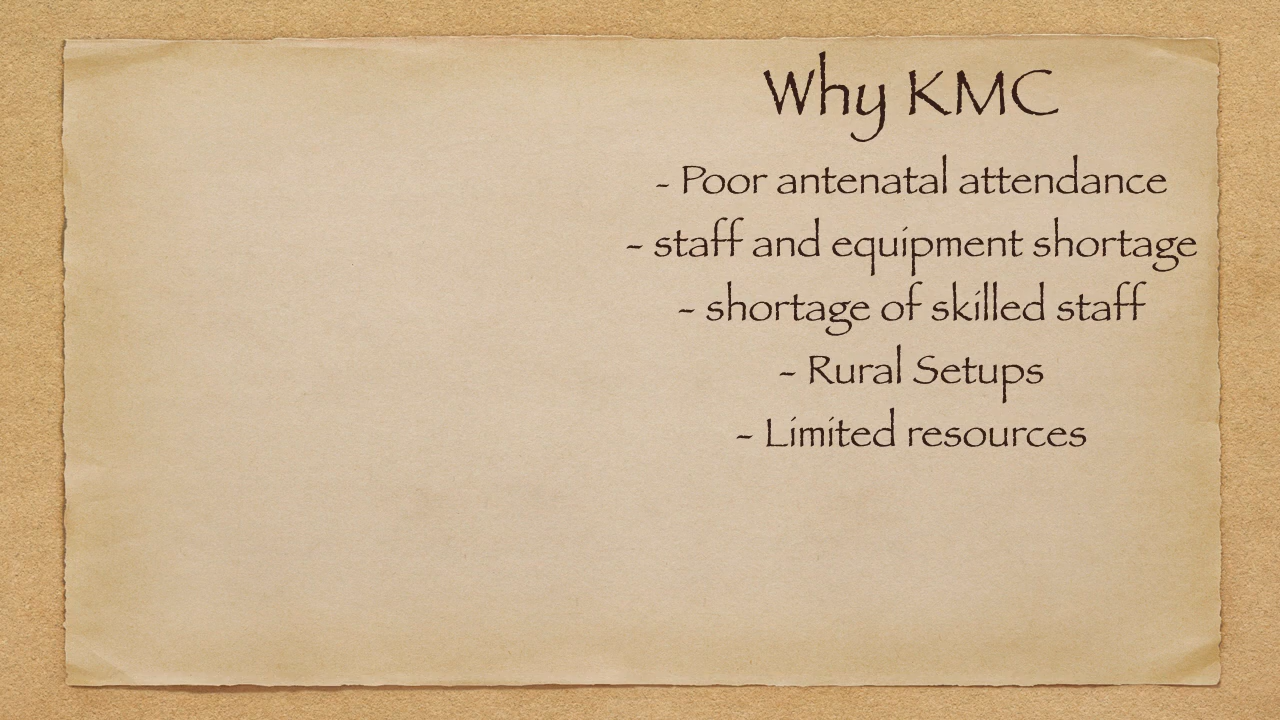 Why KMC
- Poor antenatal attendance
- staff and equipment shortage
- shortage of skilled staff
- Rural Setups
- Limited resources